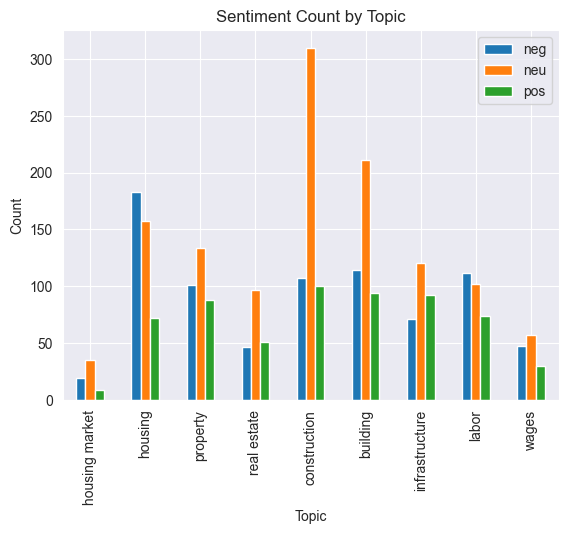 Sentiment Count by Topic
neg
neu
pos
300
250
200
150
100
50
0
Count
housing market
housing
property
real estate
construction
building
infrastructure
labor
wages
Topic